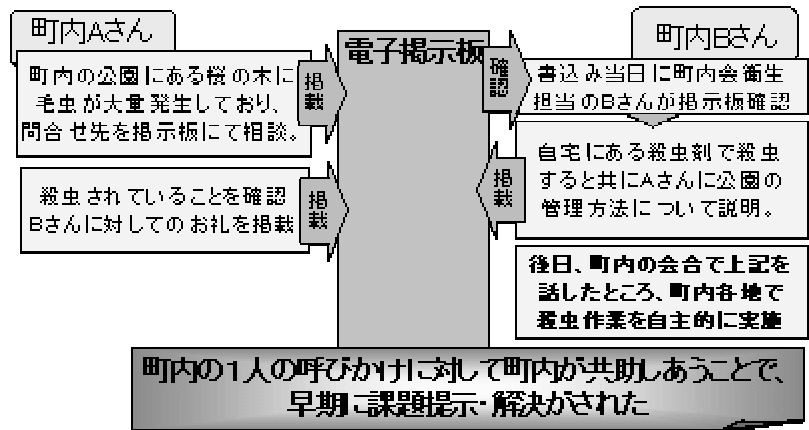 町内Aさん
町内の公園にある桜の木に
毛虫が大量発生しており、
問合せ先を掲示板にて相談。
掲載
電子掲示板
確認
町内Bさん
書込み当日に町内会衛生
担当のBさんが掲示板確認
自宅にある殺虫剤で殺虫
すると共にAさんに公園の
管理方法について説明。
掲載
殺虫されていることを確認
Bさんに対してのお礼を掲載
掲載
後日、町内の会合で上記を
話したところ、町内各地で
殺虫作業を自主的に実施
町内の1人の呼びかけに対して町内が共助しあうことで、
早期に課題提示・解決がされた